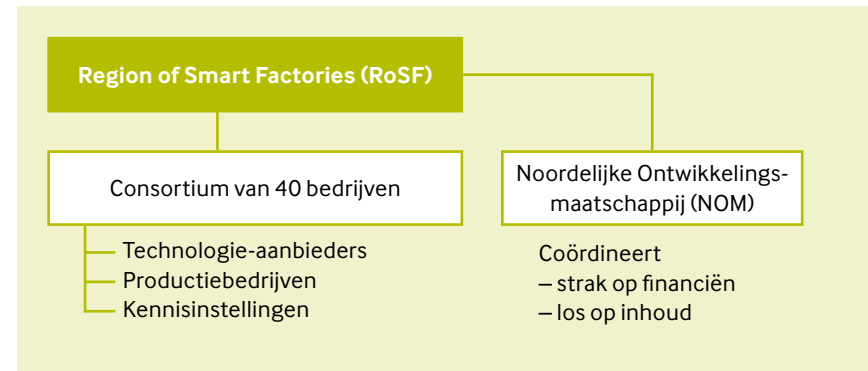 Region of Smart Factories (RoSF)
Consortium van 40 bedrijven
Technologie-aanbieders
Productiebedrijven
Kennisinstellingen
Noordelijke Ontwikkelings-
maatschappij (NOM)
Coördineert
– strak op financiën
– los op inhoud